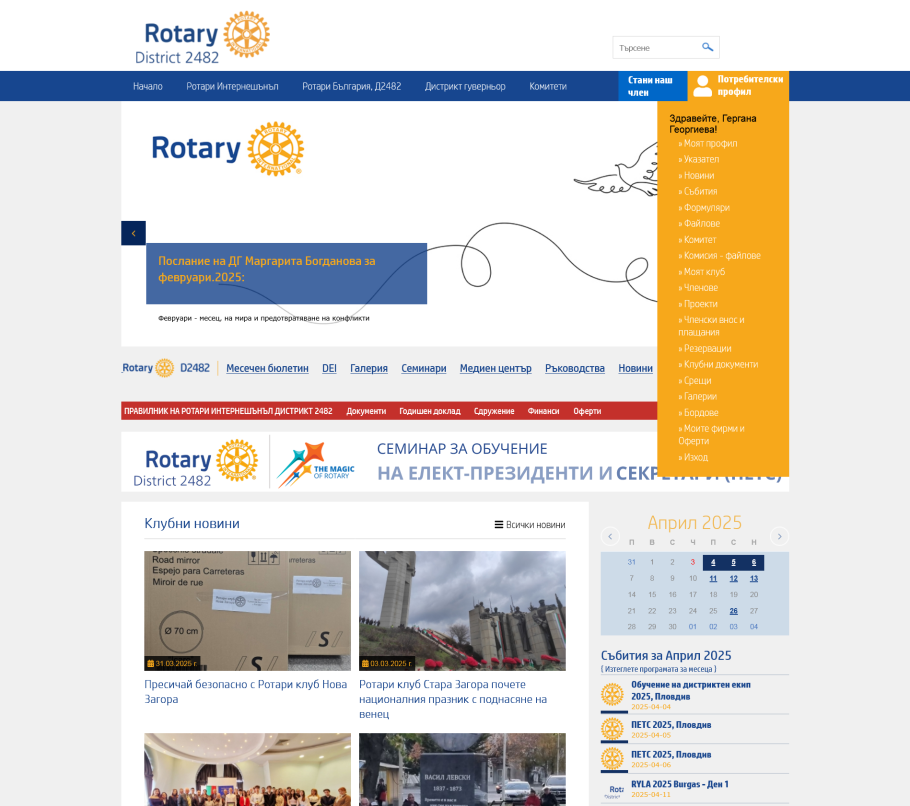 Rotary
District 2482
Търсене
Начало
Ротари Интернешънъл
Ротари България, Д2482
Дистрикт гуверньор
Комитети
Стани наш
член
Потребителски
профил
Здравейте, Гергана
Георгиева!
» Моят профил
» Указател
» Новини
» Събития
» Формуляри
» Файлове
» Комитет
» Комисия - файлове
» Моят клуб
» Членове
» Проекти
» Членски внос и
плащания
» Резервации
» Клубни документи
» Срещи
» Галерии
» Бордове
» Моите фирми и
Оферти
» Изход
Rotary
Послание на ДГ Маргарита Богданова за
февруари.2025:
Февруари - месец, на мира и предотвратяване на конфликти
Rotary D2482
Месечен бюлетин
DEI
Галерия
Семинари
Медиен център
Ръководства
Новини
ПРАВИЛНИК НА РОТАРИ ИНТЕРНЕШЪНЪЛ ДИСТРИКТ 2482
Документи
Годишен доклад
Сдружение
Финанси
Оферти
Rotary
District 2482
THE MAGIC
OF ROTARY
СЕМИНАР ЗА ОБУЧЕНИЕ
НА ЕЛЕКТ-ПРЕЗИДЕНТИ И СЕКРЕТАРИ (ПЕТС)
Клубни новини
Всички новини
Road mirror
Espejo para Carreteras
Miroir de rue
arreteras
Ø 70 cm
S
S
31.03.2025 г.
Пресичай безопасно с Ротари клуб Нова
Загора
03.03.2025 г.
Ротари клуб Стара Загора почете
националния празник с поднасяне на
венец
ВАСИЛ ЛЕВСКИ
1837 - 1873
Април 2025
П В С Ч П С Н
31 1 2 3 4 5 6
7 8 9 10 11 12 13
14 15 16 17 18 19 20
21 22 23 24 25 26 27
28 29 30 01 02 03 04
Събития за Април 2025
( Изтеглете програмата за месеца )
Обучение на дистриктен екип
2025, Пловдив
2025-04-04
ПЕТС 2025, Пловдив
2025-04-05
ПЕТС 2025, Пловдив
2025-04-06
RYLA 2025 Burgas - Ден 1
2025-04-11